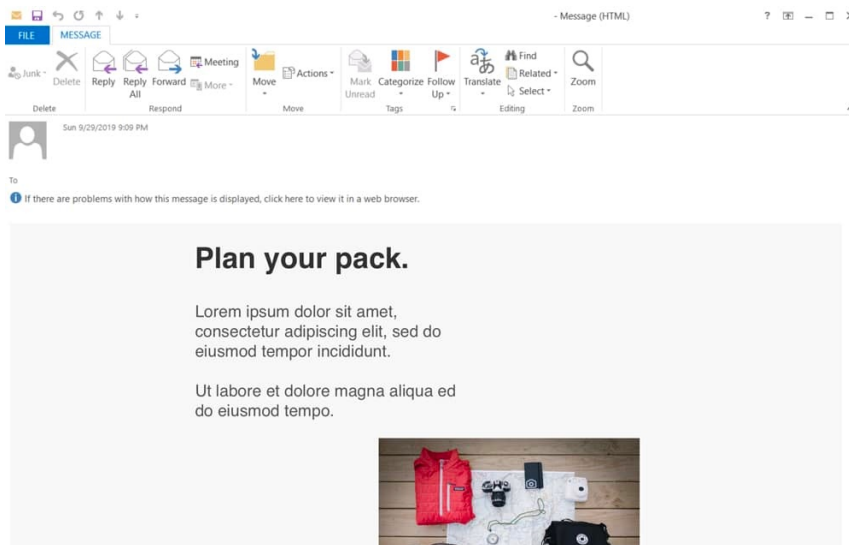 - Message (HTML)
?
FILE
MESSAGE
Junk
Delete
Reply
Reply All
Forward
Meeting
More
Move
Actions
Mark Unread
Categorize
Follow Up
Translate
Find
Related
Select
Zoom
Delete
Respond
Move
Tags
Editing
Zoom
Sun 9/29/2019 9:09 PM
To
If there are problems with how this message is displayed, click here to view it in a web browser.
Plan your pack.
Lorem ipsum dolor sit amet,
consectetur adipiscing elit, sed do
eiusmod tempor incididunt.
Ut labore et dolore magna aliqua ed
do eiusmod tempo.